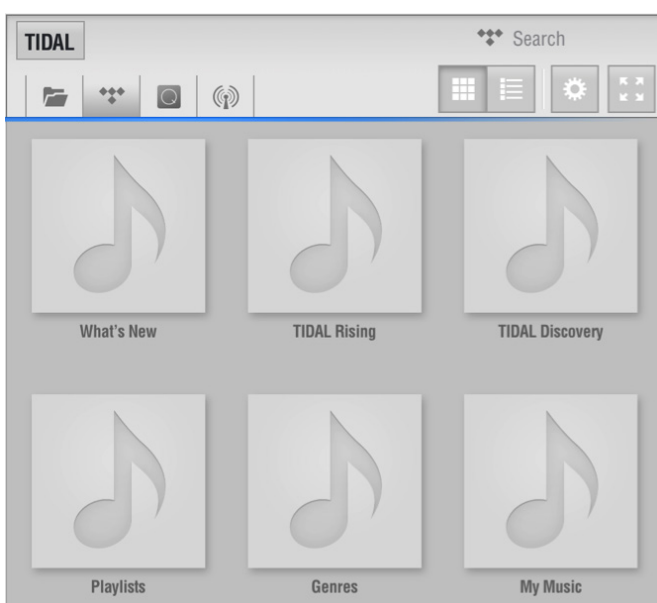 TIDAL
Search
What's New
TIDAL Rising
TIDAL Discovery
Playlists
Genres
My Music